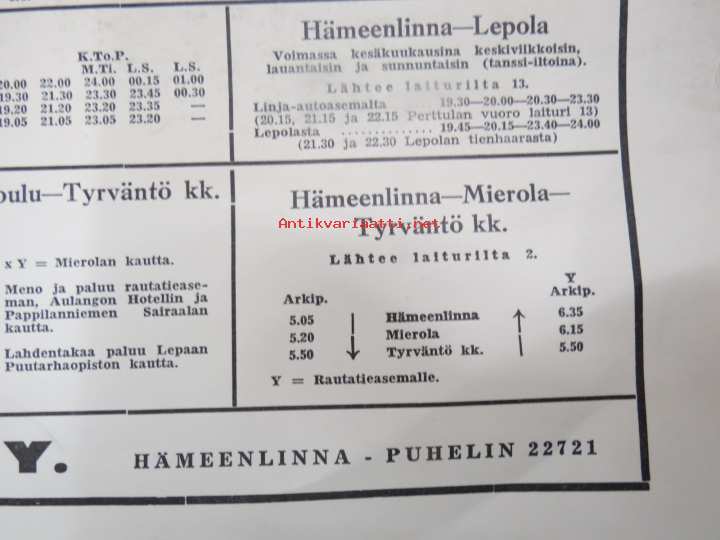 K.To.P.
M.Ti. L.S. L.S.
20.00 22.00 24.00 00.15 01.00
19.30 21.30 23.30 23.45 00.30
19.20 21.20 23.20 23.35 —
19.05 21.05 23.05 23.20 —
Hämeenlinna—Lepola
Voimassa kesäkuukausina keskiviikkoisin,
lauantaisin ja sunnuntaisin (tanssi-iltoina).
Lähtee laiturilta 13.
Linja-autoasemalta 19.30—20.00—20.30—23.30
(20.15, 21.15 ja 22.15 Perttulan vuoro laituri 13)
Lepolasta .............. 19.45—20.15—23.40—24.00
(21.30 ja 22.30 Lepolan tienhaarasta)
oulu—Tyrväntö kk.
x Y = Mierolan kautta.
Meno ja paluu rautatiease-
man, Aulangon Hotellin ja
Pappilanniemen Sairaalan
kautta.
Lahdentakaa paluu Lepaan
Puutarhaopiston kautta.
Hämeenlinna—Mierola—
Tyrväntö kk.
Antikvariaatti.net
Lähtee laiturilta 2.
Y
Arkip. Arkip.
5.05 Hämeenlinna 6.35
5.20 Mierola 6.15
5.50 Tyrväntö kk. 5.50
Y = Rautatieasemalle.
Y. HÄMEENLINNA - PUHELIN 22721